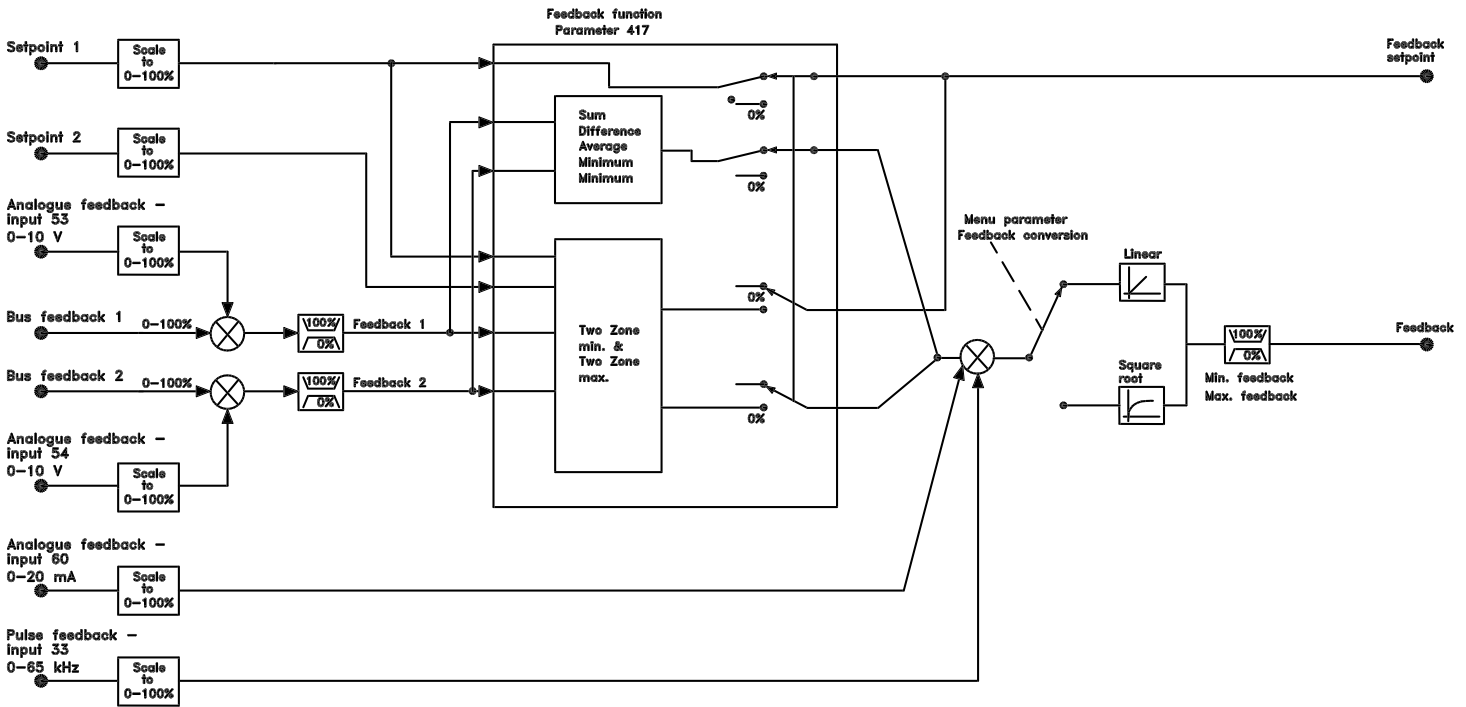 Feedback function
Parameter 417
Setpoint 1
Scale
to
0-100%
Feedback
setpoint
0%
Setpoint 2
Scale
to
0-100%
Sum
Difference
Average
Minimum
Minimum
0%
Analogue feedback -
input 53
0-10 V
Scale
to
0-100%
Menu parameter
Feedback conversion
Linear
0%
Bus feedback 1
0-100%
100%
0%
Feedback 1
Two Zone
min. &
Two Zone
max.
100%
0%
Feedback
Bus feedback 2
0-100%
100%
0%
Feedback 2
Square
root
Min. feedback
Max. feedback
0%
Analogue feedback -
input 54
0-10 V
Scale
to
0-100%
Analogue feedback -
input 60
0-20 mA
Scale
to
0-100%
Pulse feedback -
input 33
0-65 kHz
Scale
to
0-100%